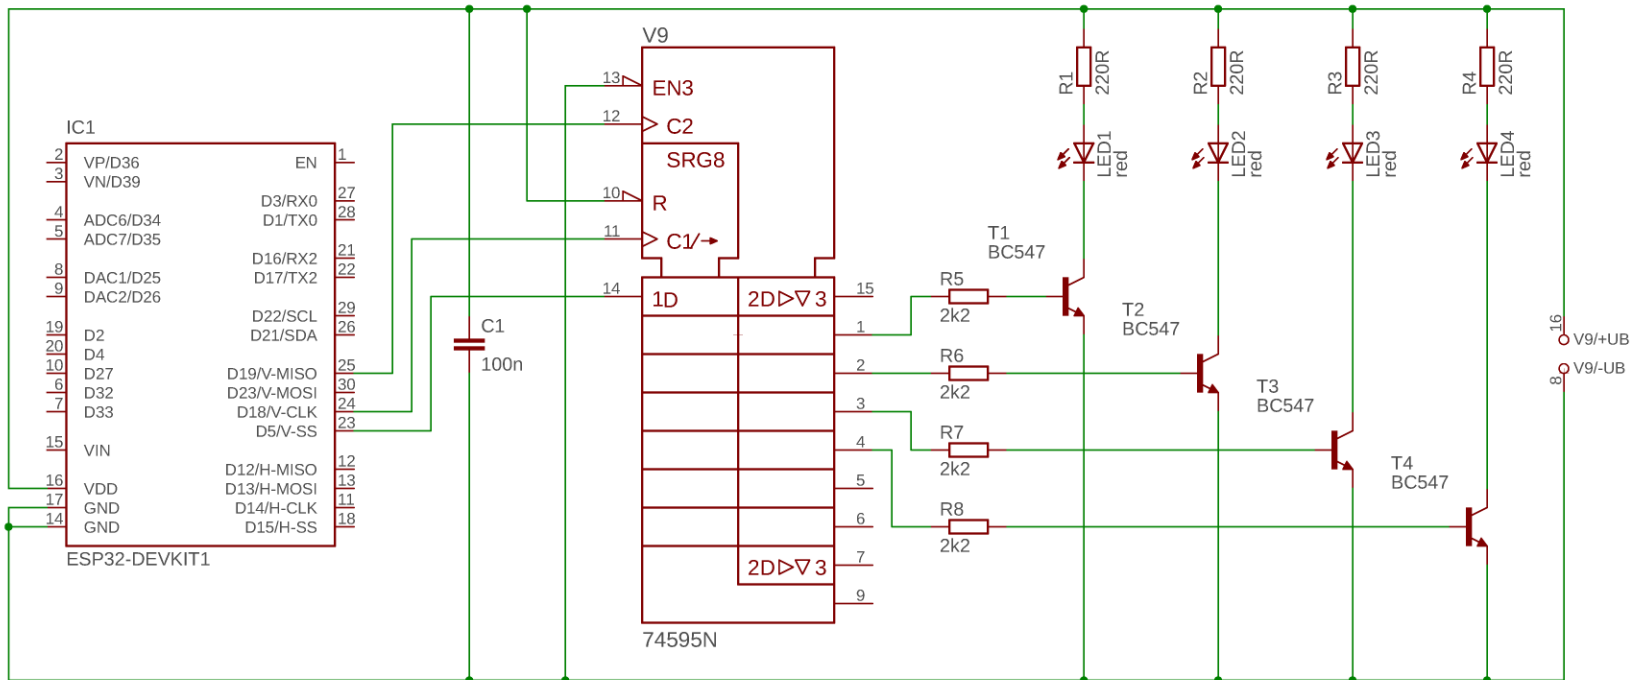 IC1
2 VP/D36 EN 1
3 VN/D39
D3/RX0 27
4 ADC6/D34 D1/TX0 28
5 ADC7/D35
D16/RX2 21
8 DAC1/D25 D17/TX2 22
9 DAC2/D26
D22/SCL 29
19 D2 D21/SDA 26
20 D4
10 D27 D19/V-MISO 25
6 D32 D23/V-MOSI 30
7 D33 D18/V-CLK 24
D5/V-SS 23
15 VIN
D12/H-MISO 12
16 VDD D13/H-MOSI 13
17 GND D14/H-CLK 11
14 GND D15/H-SS 18
ESP32-DEVKIT1
C1
100n
V9
13 EN3
12 C2
SRG8
10 R
11 C1/
14 1D 2D 3 15
1
2
3
4
5
6
2D 3 7
9
74595N
R1
220R
R2
220R
R3
220R
R4
220R
LED1
red
LED2
red
LED3
red
LED4
red
T1
BC547
T2
BC547
T3
BC547
T4
BC547
R5
2k2
R6
2k2
R7
2k2
R8
2k2
16 V9/+UB
8 V9/-UB